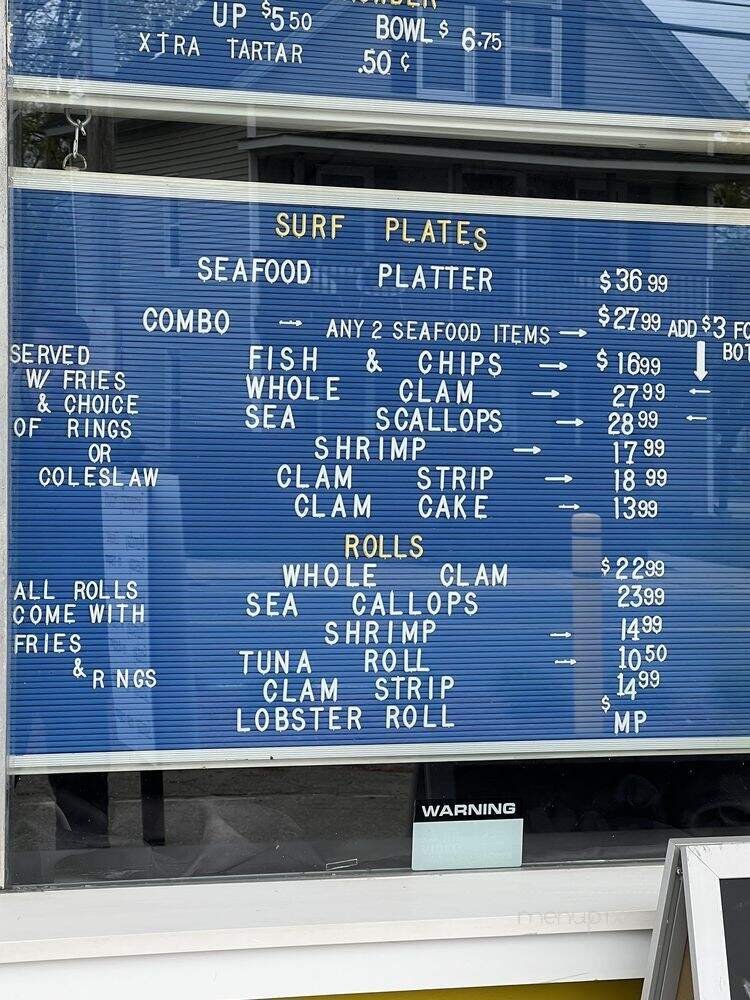 UP $5.50 BOWL $ 6.75
XTRA TARTAR .50 ¢
SURF PLATES
SEAFOOD PLATTER $36 99
COMBO → ANY 2 SEAFOOD ITEMS → $27 99 ADD $3
SERVED
W/ FRIES
& CHOICE
OF RINGS
OR
COLESLAW
FISH & CHIPS → $ 16 99
WHOLE CLAM → 27 99 ←
SEA SCALLOPS → 28 99 ←
SHRIMP → 17 99
CLAM STRIP → 18 99
CLAM CAKE → 13 99
ROLLS
ALL ROLLS
COME WITH
FRIES
& R NGS
WHOLE CLAM $ 22 99
SEA CALLOPS 23 99
SHRIMP → 14 99
TUNA ROLL → 10 50
CLAM STRIP 14 99
LOBSTER ROLL $ MP
WARNING